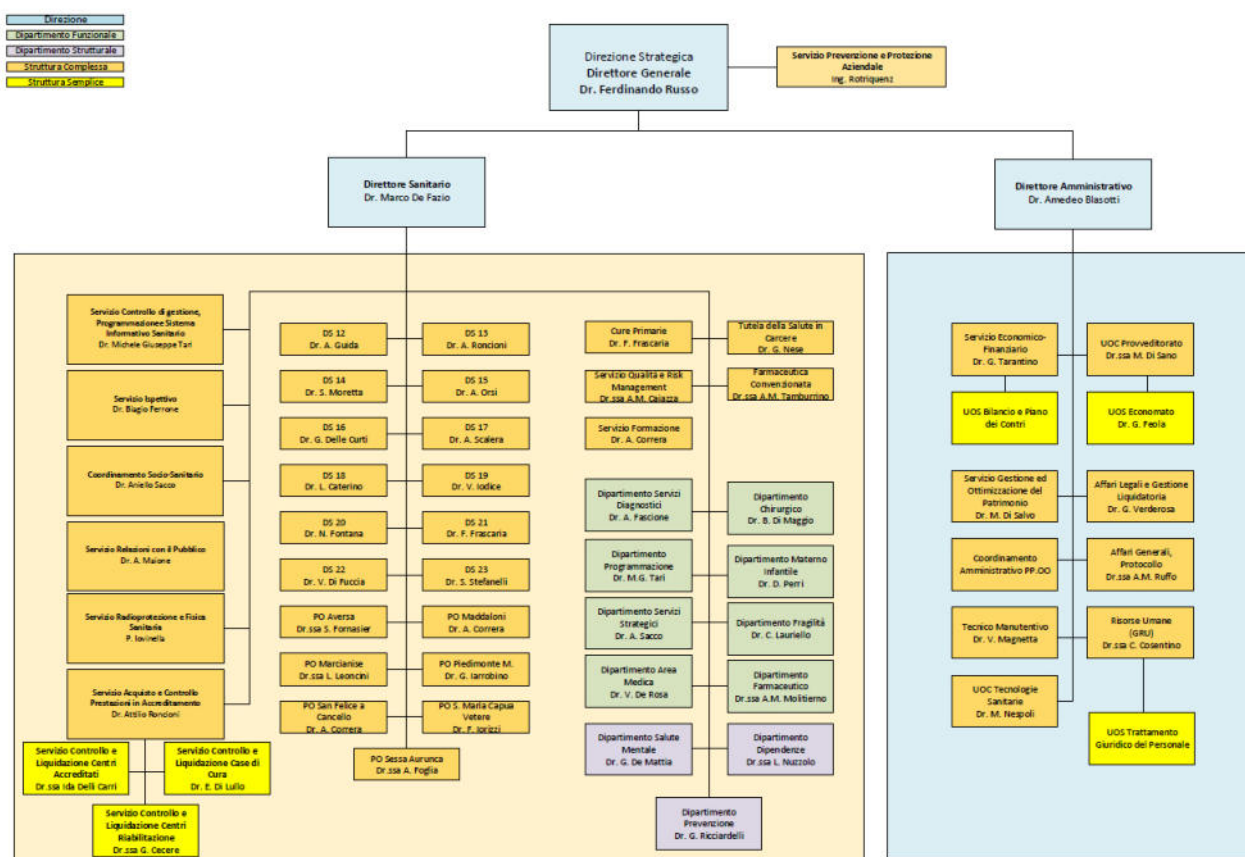 Direzione
Dipartimento Funzionale
Dipartimento Strutturale
Struttura Complessa
Struttura Semplice
Direzione Strategica
Direttore Generale
Dr. Ferdinando Russo
Servizio Prevenzione e Protezione
Aziendale
Ing. Rotriquenz
Direttore Sanitario
Dr. Marco De Fazio
Direttore Amministrativo
Dr. Amedeo Blasotti
Servizio Controllo di gestione,
Programmazionee Sistema
Informativo Sanitario
Dr. Michele Giuseppe Tari
Servizio Ispettivo
Dr. Biagio Ferrone
Coordinamento Socio-Sanitario
Dr. Aniello Sacco
Servizio Relazioni con il Pubblico
Dr. A. Maione
Servizio Radioprotezione e Fisica
Sanitaria
P. Iovinella
Servizio Acquisto e Controllo
Prestazioni in Accreditamento
Dr. Attilio Roncioni
Servizio Controllo e
Liquidazione Centri
Accreditati
Dr.ssa Ida Delli Carri
Servizio Controllo e
Liquidazione Case di
Cura
Dr. E. Di Lullo
Servizio Controllo e
Liquidazione Centri
Riabilitazione
Dr.ssa G. Cecere
DS 12
Dr. A. Guida
DS 13
Dr. A. Roncioni
DS 14
Dr. S. Moretta
DS 15
Dr. A. Orsi
DS 16
Dr. G. Delle Curti
DS 17
Dr. A. Scalera
DS 18
Dr. L. Caterino
DS 19
Dr. V. Iodice
DS 20
Dr. N. Fontana
DS 21
Dr. F. Frascaria
DS 22
Dr. V. Di Fuccia
DS 23
Dr. S. Stefanelli
PO Aversa
Dr.ssa S. Fornasier
PO Maddaloni
Dr. A. Correra
PO Marcianise
Dr.ssa L. Leoncini
PO Piedimonte M.
Dr. G. Iarrobino
PO San Felice a
Cancello
Dr. A. Correra
PO S. Maria Capua
Vetere
Dr. F. Iorizzi
PO Sessa Aurunca
Dr.ssa A. Foglia
Cure Primarie
Dr. F. Frascaria
Tutela della Salute in
Carcere
Dr. G. Nese
Servizio Qualità e Risk
Management
Dr.ssa A.M. Caiazza
Farmaceutica
Convenzionata
Dr.ssa A.M. Tamburrino
Servizio Formazione
Dr. A. Correra
Dipartimento Servizi
Diagnostici
Dr. A. Fascione
Dipartimento
Chirurgico
Dr. B. Di Maggio
Dipartimento
Programmazione
Dr. M.G. Tari
Dipartimento Materno
Infantile
Dr. D. Perri
Dipartimento Servizi
Strategici
Dr. A. Sacco
Dipartimento Fragilità
Dr. C. Lauriello
Dipartimento Area
Medica
Dr. V. De Rosa
Dipartimento
Farmaceutico
Dr.ssa A.M. Molitierno
Dipartimento Salute
Mentale
Dr. G. De Mattia
Dipartimento
Dipendenze
Dr.ssa L. Nuzzolo
Dipartimento
Prevenzione
Dr. G. Ricciardelli
Servizio Economico-
Finanziario
Dr. G. Tarantino
UOC Provveditorato
Dr.ssa M. Di Sano
UOS Bilancio e Piano
dei Contri
UOS Economato
Dr. G. Feola
Servizio Gestione ed
Ottimizzazione del
Patrimonio
Dr. M. Di Salvo
Affari Legali e Gestione
Liquidatoria
Dr. G. Verderosa
Coordinamento
Amministrativo PP.OO
Affari Generali,
Protocollo
Dr.ssa A.M. Ruffo
Tecnico Manutentivo
Dr. V. Magnetta
Risorse Umane
(GRU)
Dr.ssa C. Cosentino
UOC Tecnologie
Sanitarie
Dr. M. Nespoli
UOS Trattamento
Giuridico del Personale